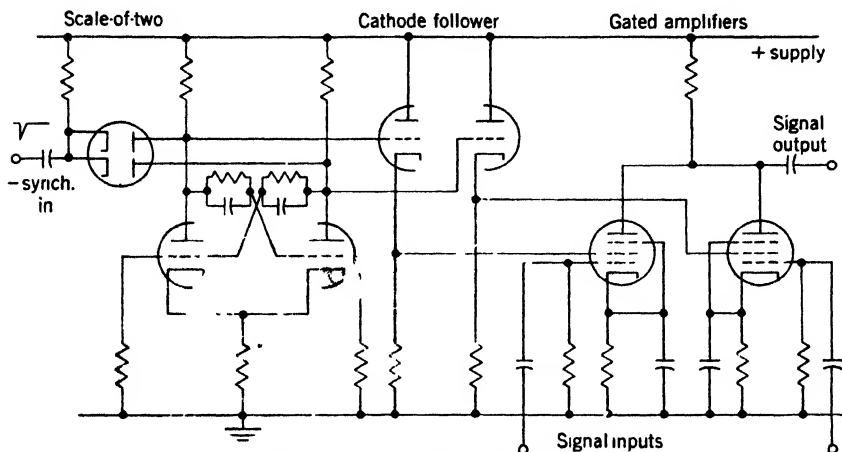 Scale-of-two
Cathode follower
Gated amplifiers
+ supply
Signal
output
– synch.
in
Signal inputs